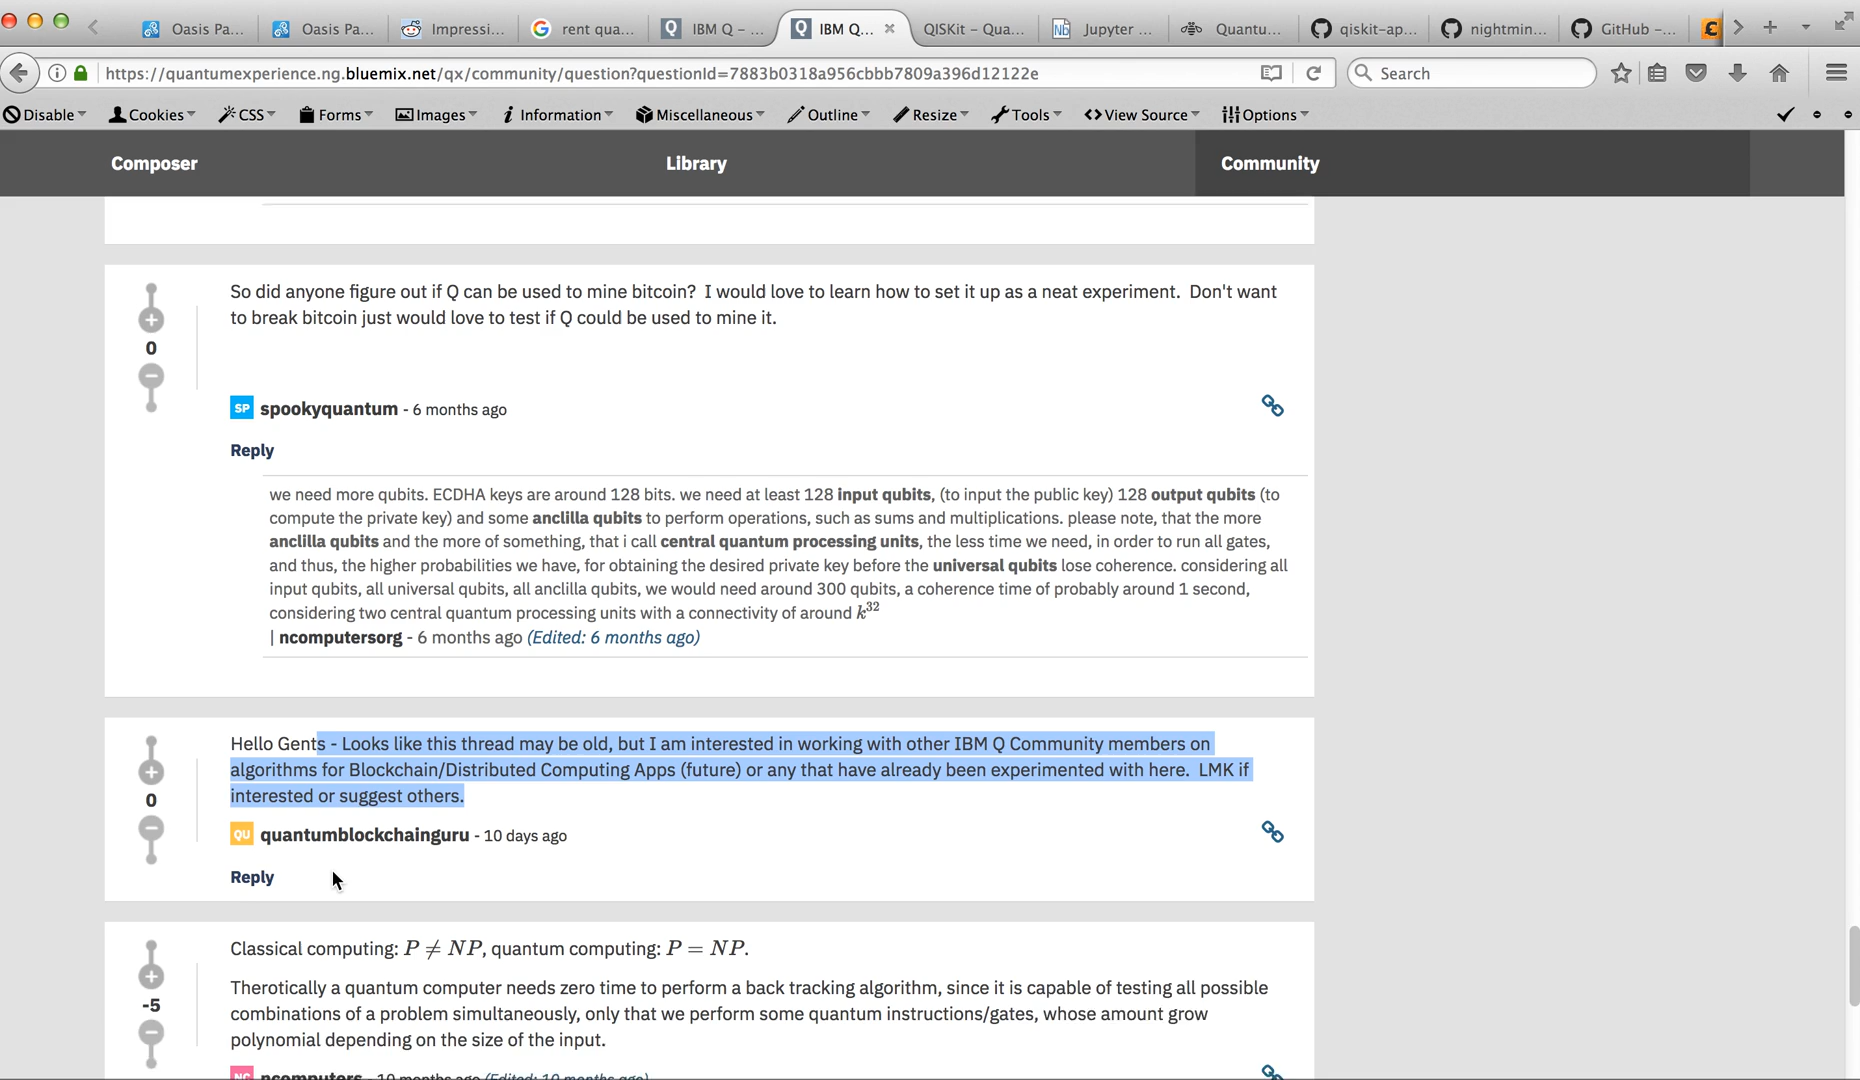 Oasis Pa...
Oasis Pa...
Impressi...
rent qua...
IBM Q - ...
IBM Q...
QISKit - Qua...
Jupyter ...
Quantu...
qiskit-ap...
nightmin...
GitHub -...
https://quantumexperience.ng.bluemix.net/qx/community/question?questionId=7883b0318a956cbbb7809a396d12122e
Search
Disable
Cookies
CSS
Forms
Images
Information
Miscellaneous
Outline
Resize
Tools
View Source
Options
Composer
Library
Community
So did anyone figure out if Q can be used to mine bitcoin? I would love to learn how to set it up as a neat experiment. Don't want
to break bitcoin just would love to test if Q could be used to mine it.
0
SP spookyquantum - 6 months ago
Reply
we need more qubits. ECDHA keys are around 128 bits. we need at least 128 input qubits, (to input the public key) 128 output qubits (to
compute the private key) and some anclilla qubits to perform operations, such as sums and multiplications. please note, that the more
anclilla qubits and the more of something, that i call central quantum processing units, the less time we need, in order to run all gates,
and thus, the higher probabilities we have, for obtaining the desired private key before the universal qubits lose coherence. considering all
input qubits, all universal qubits, all anclilla qubits, we would need around 300 qubits, a coherence time of probably around 1 second,
considering two central quantum processing units with a connectivity of around k^32
| ncomputersorg - 6 months ago (Edited: 6 months ago)
Hello Gents - Looks like this thread may be old, but I am interested in working with other IBM Q Community members on
algorithms for Blockchain/Distributed Computing Apps (future) or any that have already been experimented with here. LMK if
interested or suggest others.
0
QU quantumblockchainguru - 10 days ago
Reply
Classical computing: P ≠ NP, quantum computing: P = NP.
Therotically a quantum computer needs zero time to perform a back tracking algorithm, since it is capable of testing all possible
combinations of a problem simultaneously, only that we perform some quantum instructions/gates, whose amount grow
polynomial depending on the size of the input.
-5
NC ncomputers - 10 months ago (Edited: 10 months ago)